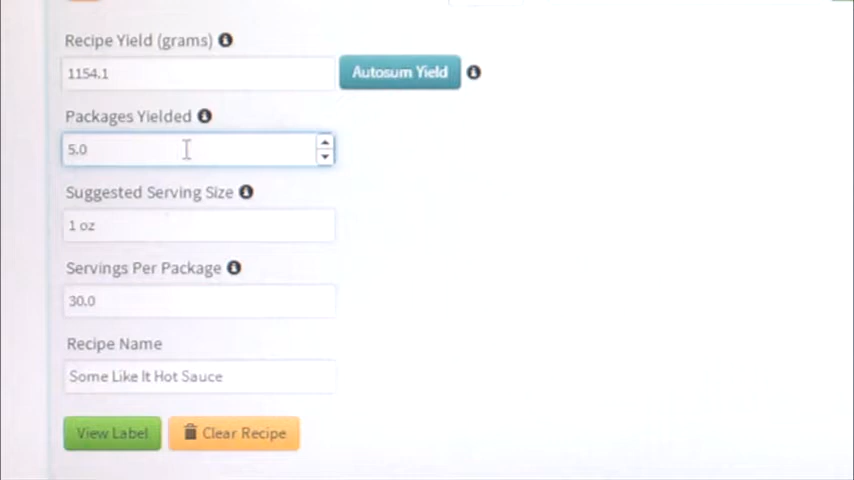 Recipe Yield (grams)
1154.1
Autosum Yield
Packages Yielded
5.0
Suggested Serving Size
1 oz
Servings Per Package
30.0
Recipe Name
Some Like It Hot Sauce
View Label
Clear Recipe